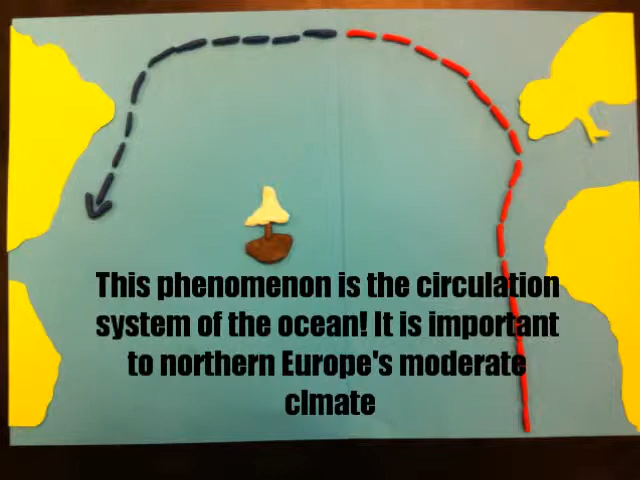 This phenomenon is the circulation
system of the ocean! It is important
to northern Europe's moderate
clmate